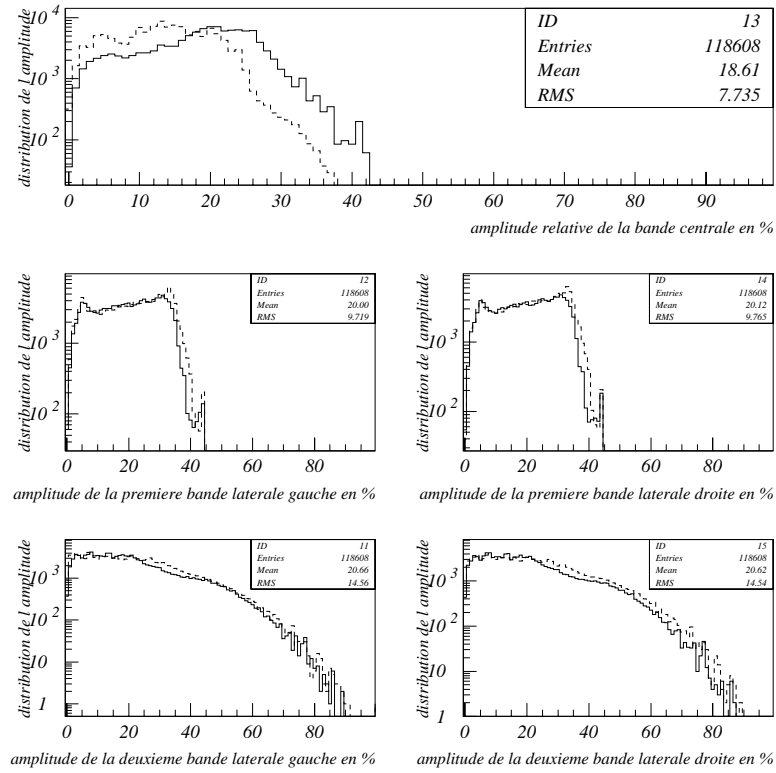 distribution de l amplitude
10 4
10 3
10 2
ID 13
Entries 118608
Mean 18.61
RMS 7.735
0 10 20 30 40 50 60 70 80 90
amplitude relative de la bande centrale en %
distribution de l amplitude
10 3
10 2
ID 12
Entries 118608
Mean 20.00
RMS 9.719
0 20 40 60 80
amplitude de la premiere bande laterale gauche en %
distribution de l amplitude
10 3
10 2
ID 14
Entries 118608
Mean 20.12
RMS 9.765
0 20 40 60 80
amplitude de la premiere bande laterale droite en %
distribution de l amplitude
10 3
10 2
10
1
ID 11
Entries 118608
Mean 20.66
RMS 14.56
0 20 40 60 80
amplitude de la deuxieme bande laterale gauche en %
distribution de l amplitude
10 3
10 2
10
1
ID 15
Entries 118608
Mean 20.62
RMS 14.54
0 20 40 60 80
amplitude de la deuxieme bande laterale droite en %